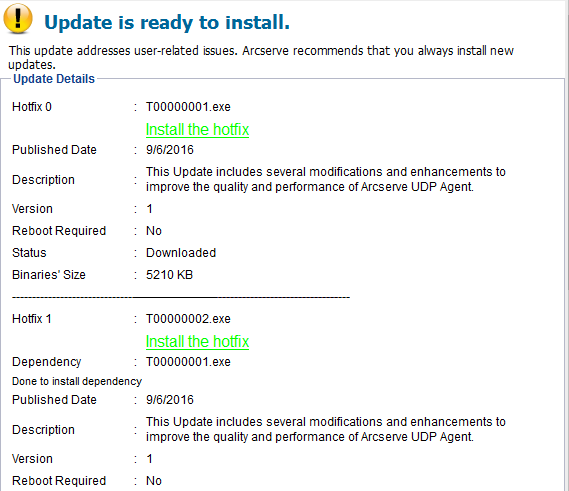 Update is ready to install.
This update addresses user-related issues. Arcserve recommends that you always install new
updates.
Update Details
Hotfix 0 : T00000001.exe
Install the hotfix
Published Date : 9/6/2016
Description : This Update includes several modifications and enhancements to
improve the quality and performance of Arcserve UDP Agent.
Version : 1
Reboot Required : No
Status : Downloaded
Binaries' Size : 5210 KB
Hotfix 1 : T00000002.exe
Install the hotfix
Dependency : T00000001.exe
Done to install dependency
Published Date : 9/6/2016
Description : This Update includes several modifications and enhancements to
improve the quality and performance of Arcserve UDP Agent.
Version : 1
Reboot Required : No